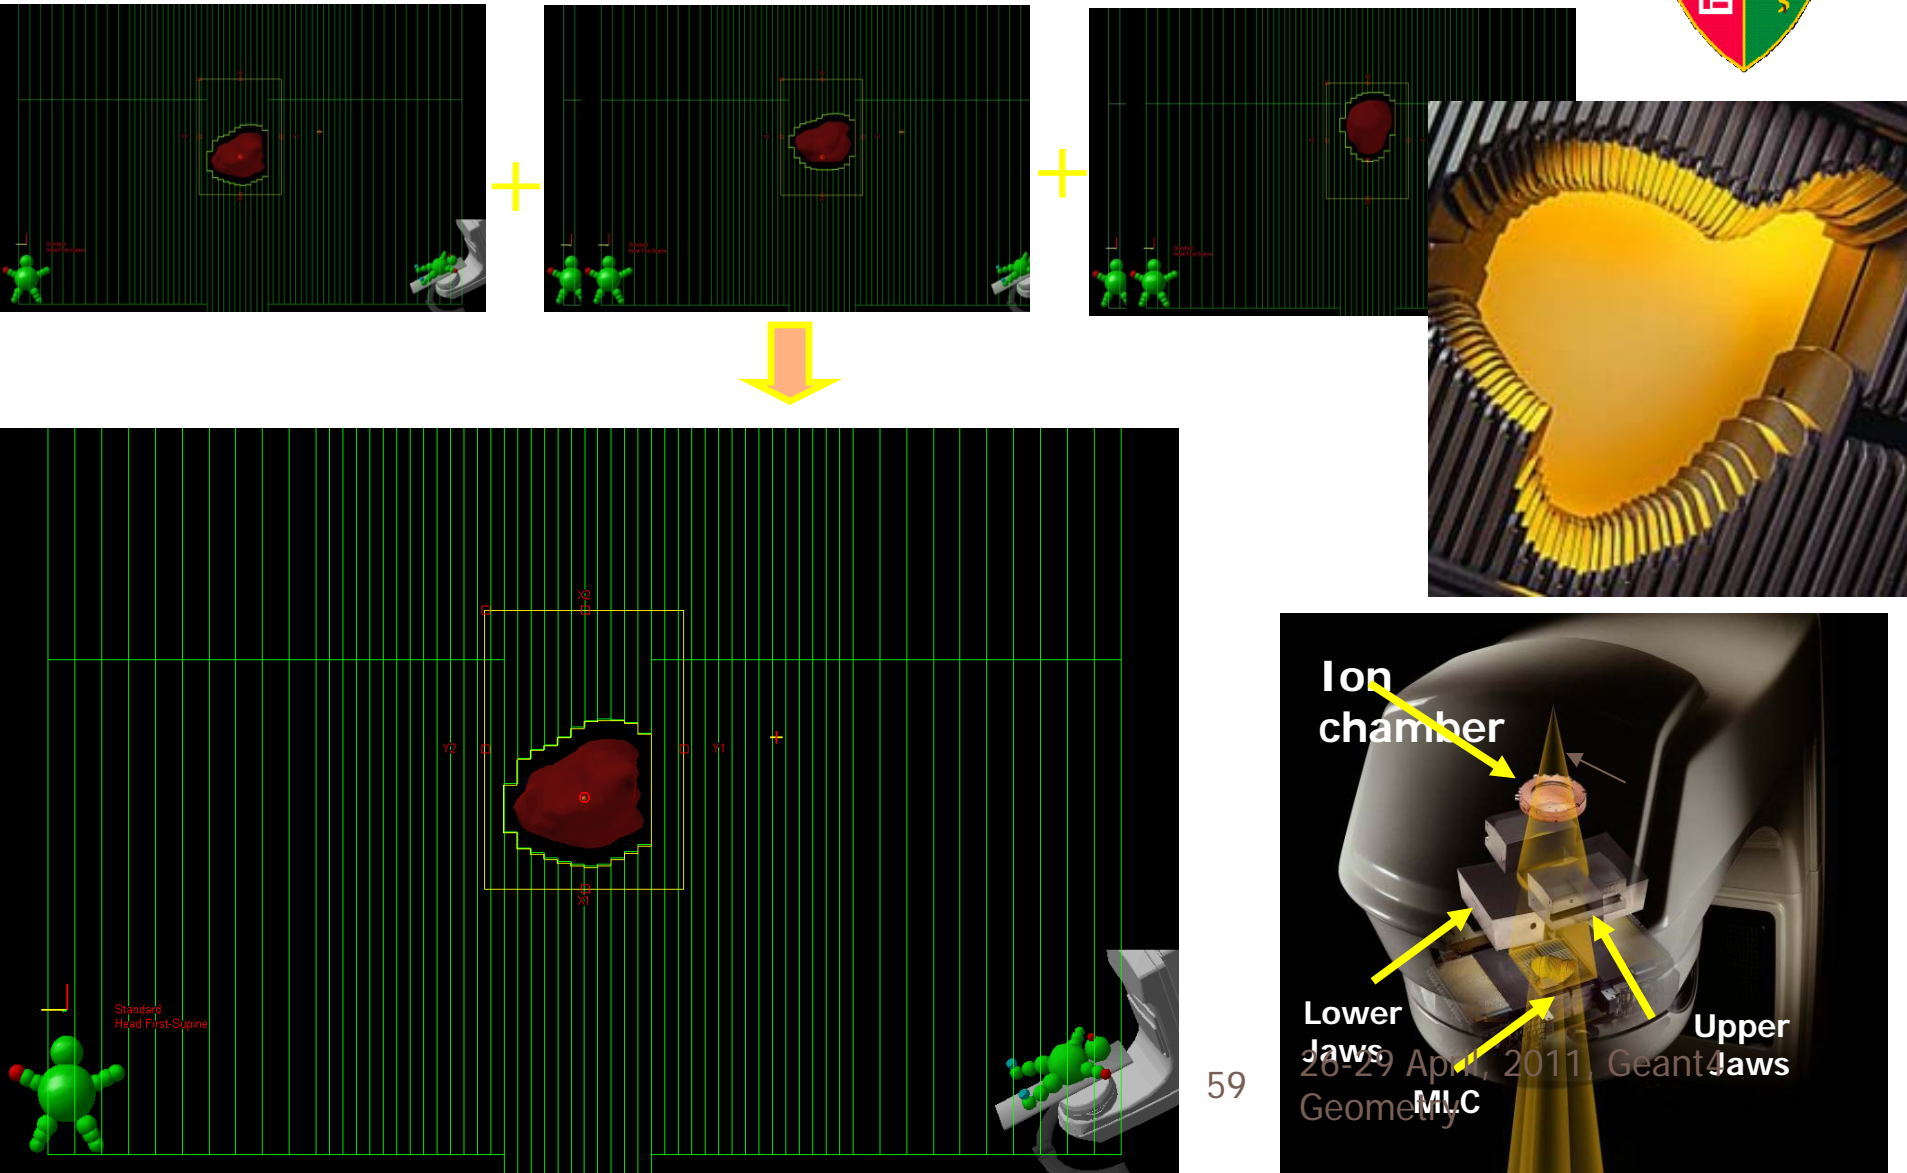 X2
Y2
Y1
X1
Standard
Head First-Supine
Ion
chamber
Lower
Jaws
Upper
Jaws
MLC
59
26-29 April, 2011, Geant4
Geometry